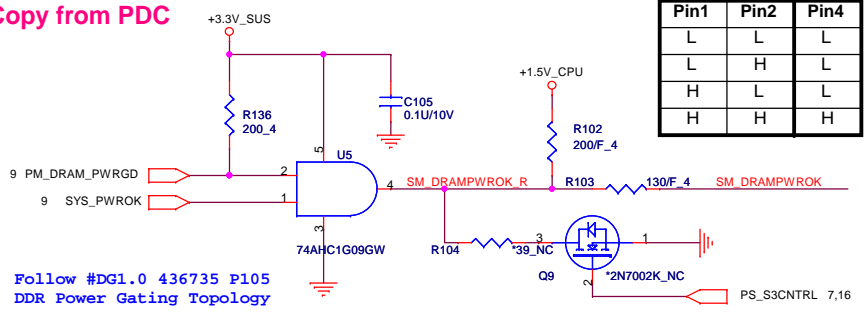 Copy from PDC
+3.3V_SUS
Pin1 Pin2 Pin4
L L L
L H L
H L L
H H H
+1.5V_CPU
C105
0.1U/10V
R136
200_4
R102
200/F_4
5
U5
9 PM_DRAM_PWRGD
2
9 SYS_PWROK
1
4
SM_DRAMPWROK_R
R103
130/F_4
SM_DRAMPWROK
3
74AHC1G09GW
R104
*39_NC
3
1
Q9
*2N7002K_NC
2
PS_S3CNTRL 7,16
Follow #DG1.0 436735 P105
DDR Power Gating Topology